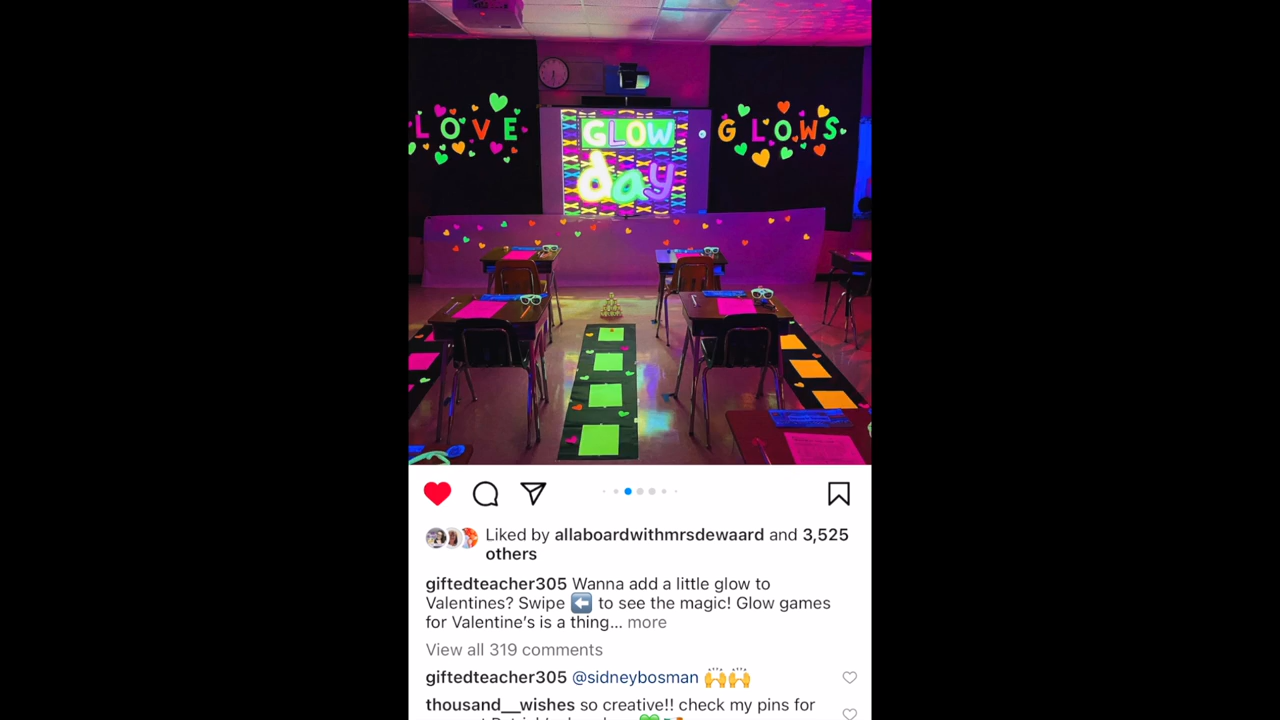 LOVE
GLOW
day
GLOWS
Liked by allaboardwithmrsdewaard and 3,525
others
giftedteacher305 Wanna add a little glow to
Valentines? Swipe ⬅️ to see the magic! Glow games
for Valentine's is a thing... more
View all 319 comments
giftedteacher305 @sidneybosman 🙌🙌
thousand__wishes so creative!! check my pins for